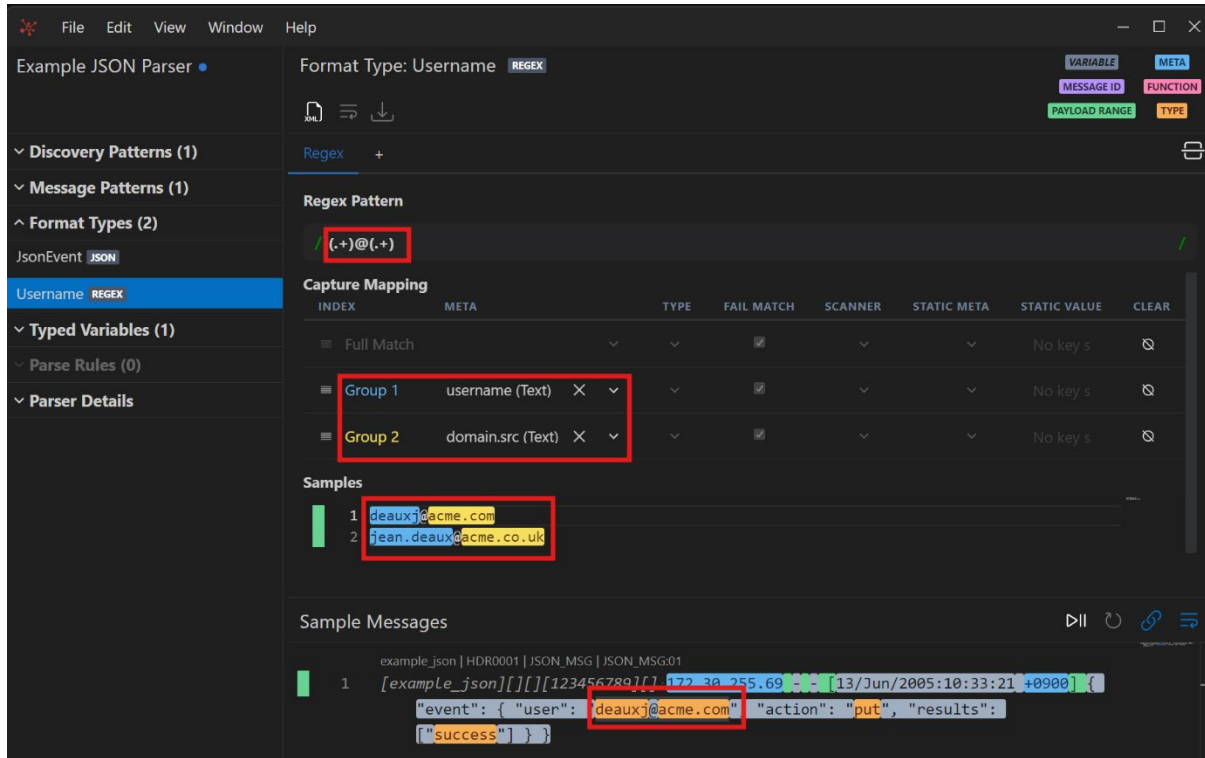 File Edit View Window Help
Example JSON Parser
Format Type: Username REGEX
VARIABLE META
MESSAGE ID FUNCTION
PAYLOAD RANGE TYPE
XML
Discovery Patterns (1)
Message Patterns (1)
Format Types (2)
JsonEvent JSON
Username REGEX
Typed Variables (1)
Parse Rules (0)
Parser Details
Regex +
Regex Pattern
/ (.+)@(.+) /
Capture Mapping
INDEX META TYPE FAIL MATCH SCANNER STATIC META STATIC VALUE CLEAR
Full Match No key s
Group 1 username (Text) No key s
Group 2 domain.src (Text) No key s
Samples
1 deauxj@acme.com
2 jean.deaux@acme.co.uk
Sample Messages
example_json | HDR0001 | JSON_MSG | JSON_MSG:01
1 [example_json][][][123456789][] 172.30.255.69 - - [13/Jun/2005:10:33:21 +0900] {
"event": { "user": "deauxj@acme.com", "action": "put", "results":
["success"] } }